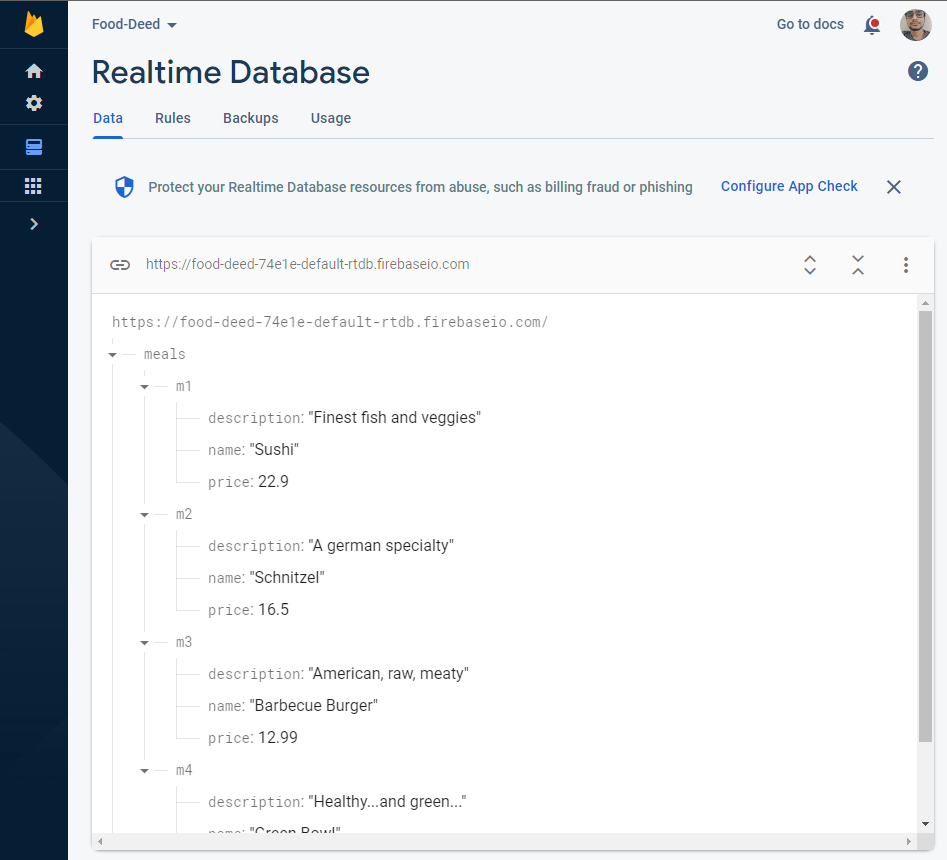 Food-Deed
Go to docs
Realtime Database
Data Rules Backups Usage
Protect your Realtime Database resources from abuse, such as billing fraud or phishing Configure App Check
https://food-deed-74e1e-default-rtdb.firebaseio.com
https://food-deed-74e1e-default-rtdb.firebaseio.com/
meals
m1
description: "Finest fish and veggies"
name: "Sushi"
price: 22.9
m2
description: "A german specialty"
name: "Schnitzel"
price: 16.5
m3
description: "American, raw, meaty"
name: "Barbecue Burger"
price: 12.99
m4
description: "Healthy...and green..."
name: "Green Bowl"